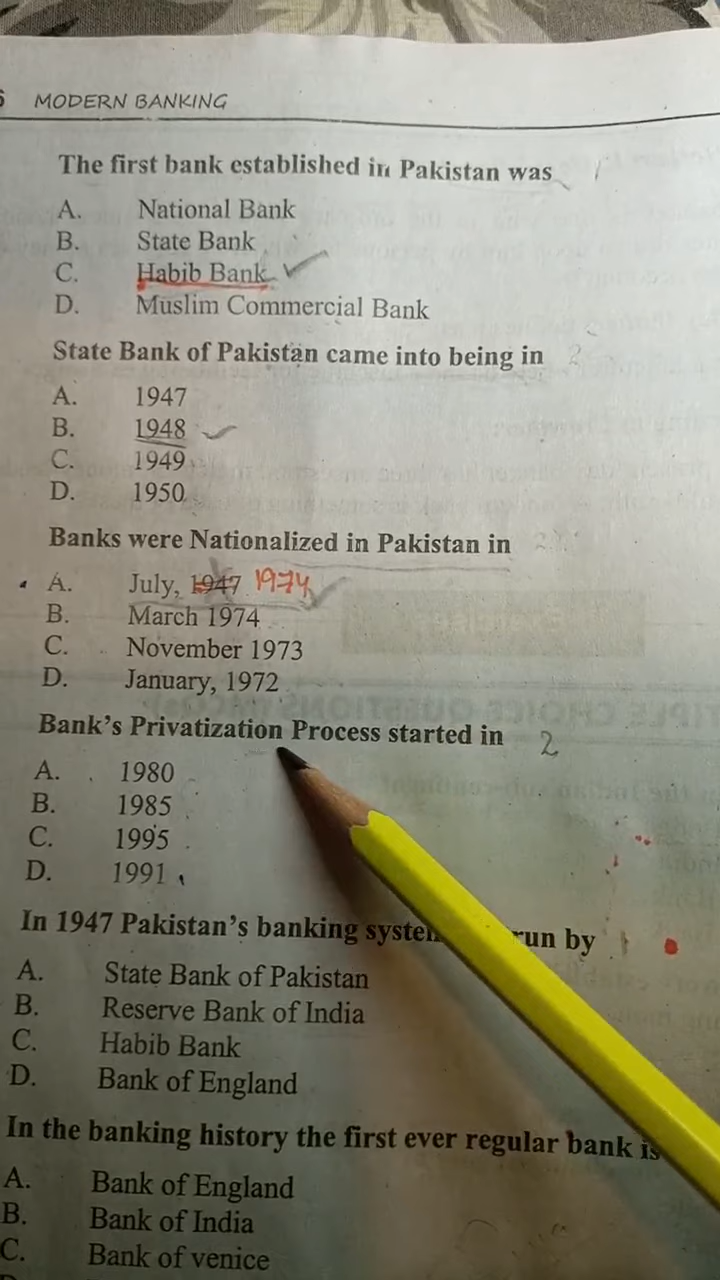 MODERN BANKING
The first bank established in Pakistan was
A. National Bank
B. State Bank
C. Habib Bank
D. Muslim Commercial Bank
State Bank of Pakistan came into being in 2
A. 1947
B. 1948
C. 1949
D. 1950
Banks were Nationalized in Pakistan in
A. July, 1947 1974
B. March 1974
C. November 1973
D. January, 1972
Bank's Privatization Process started in 2
A. 1980
B. 1985
C. 1995
D. 1991
In 1947 Pakistan's banking run by
A. State Bank of Pakistan
B. Reserve Bank of India
C. Habib Bank
D. Bank of England
In the banking history the first ever regular bank is
A. Bank of England
B. Bank of India
C. Bank of venice